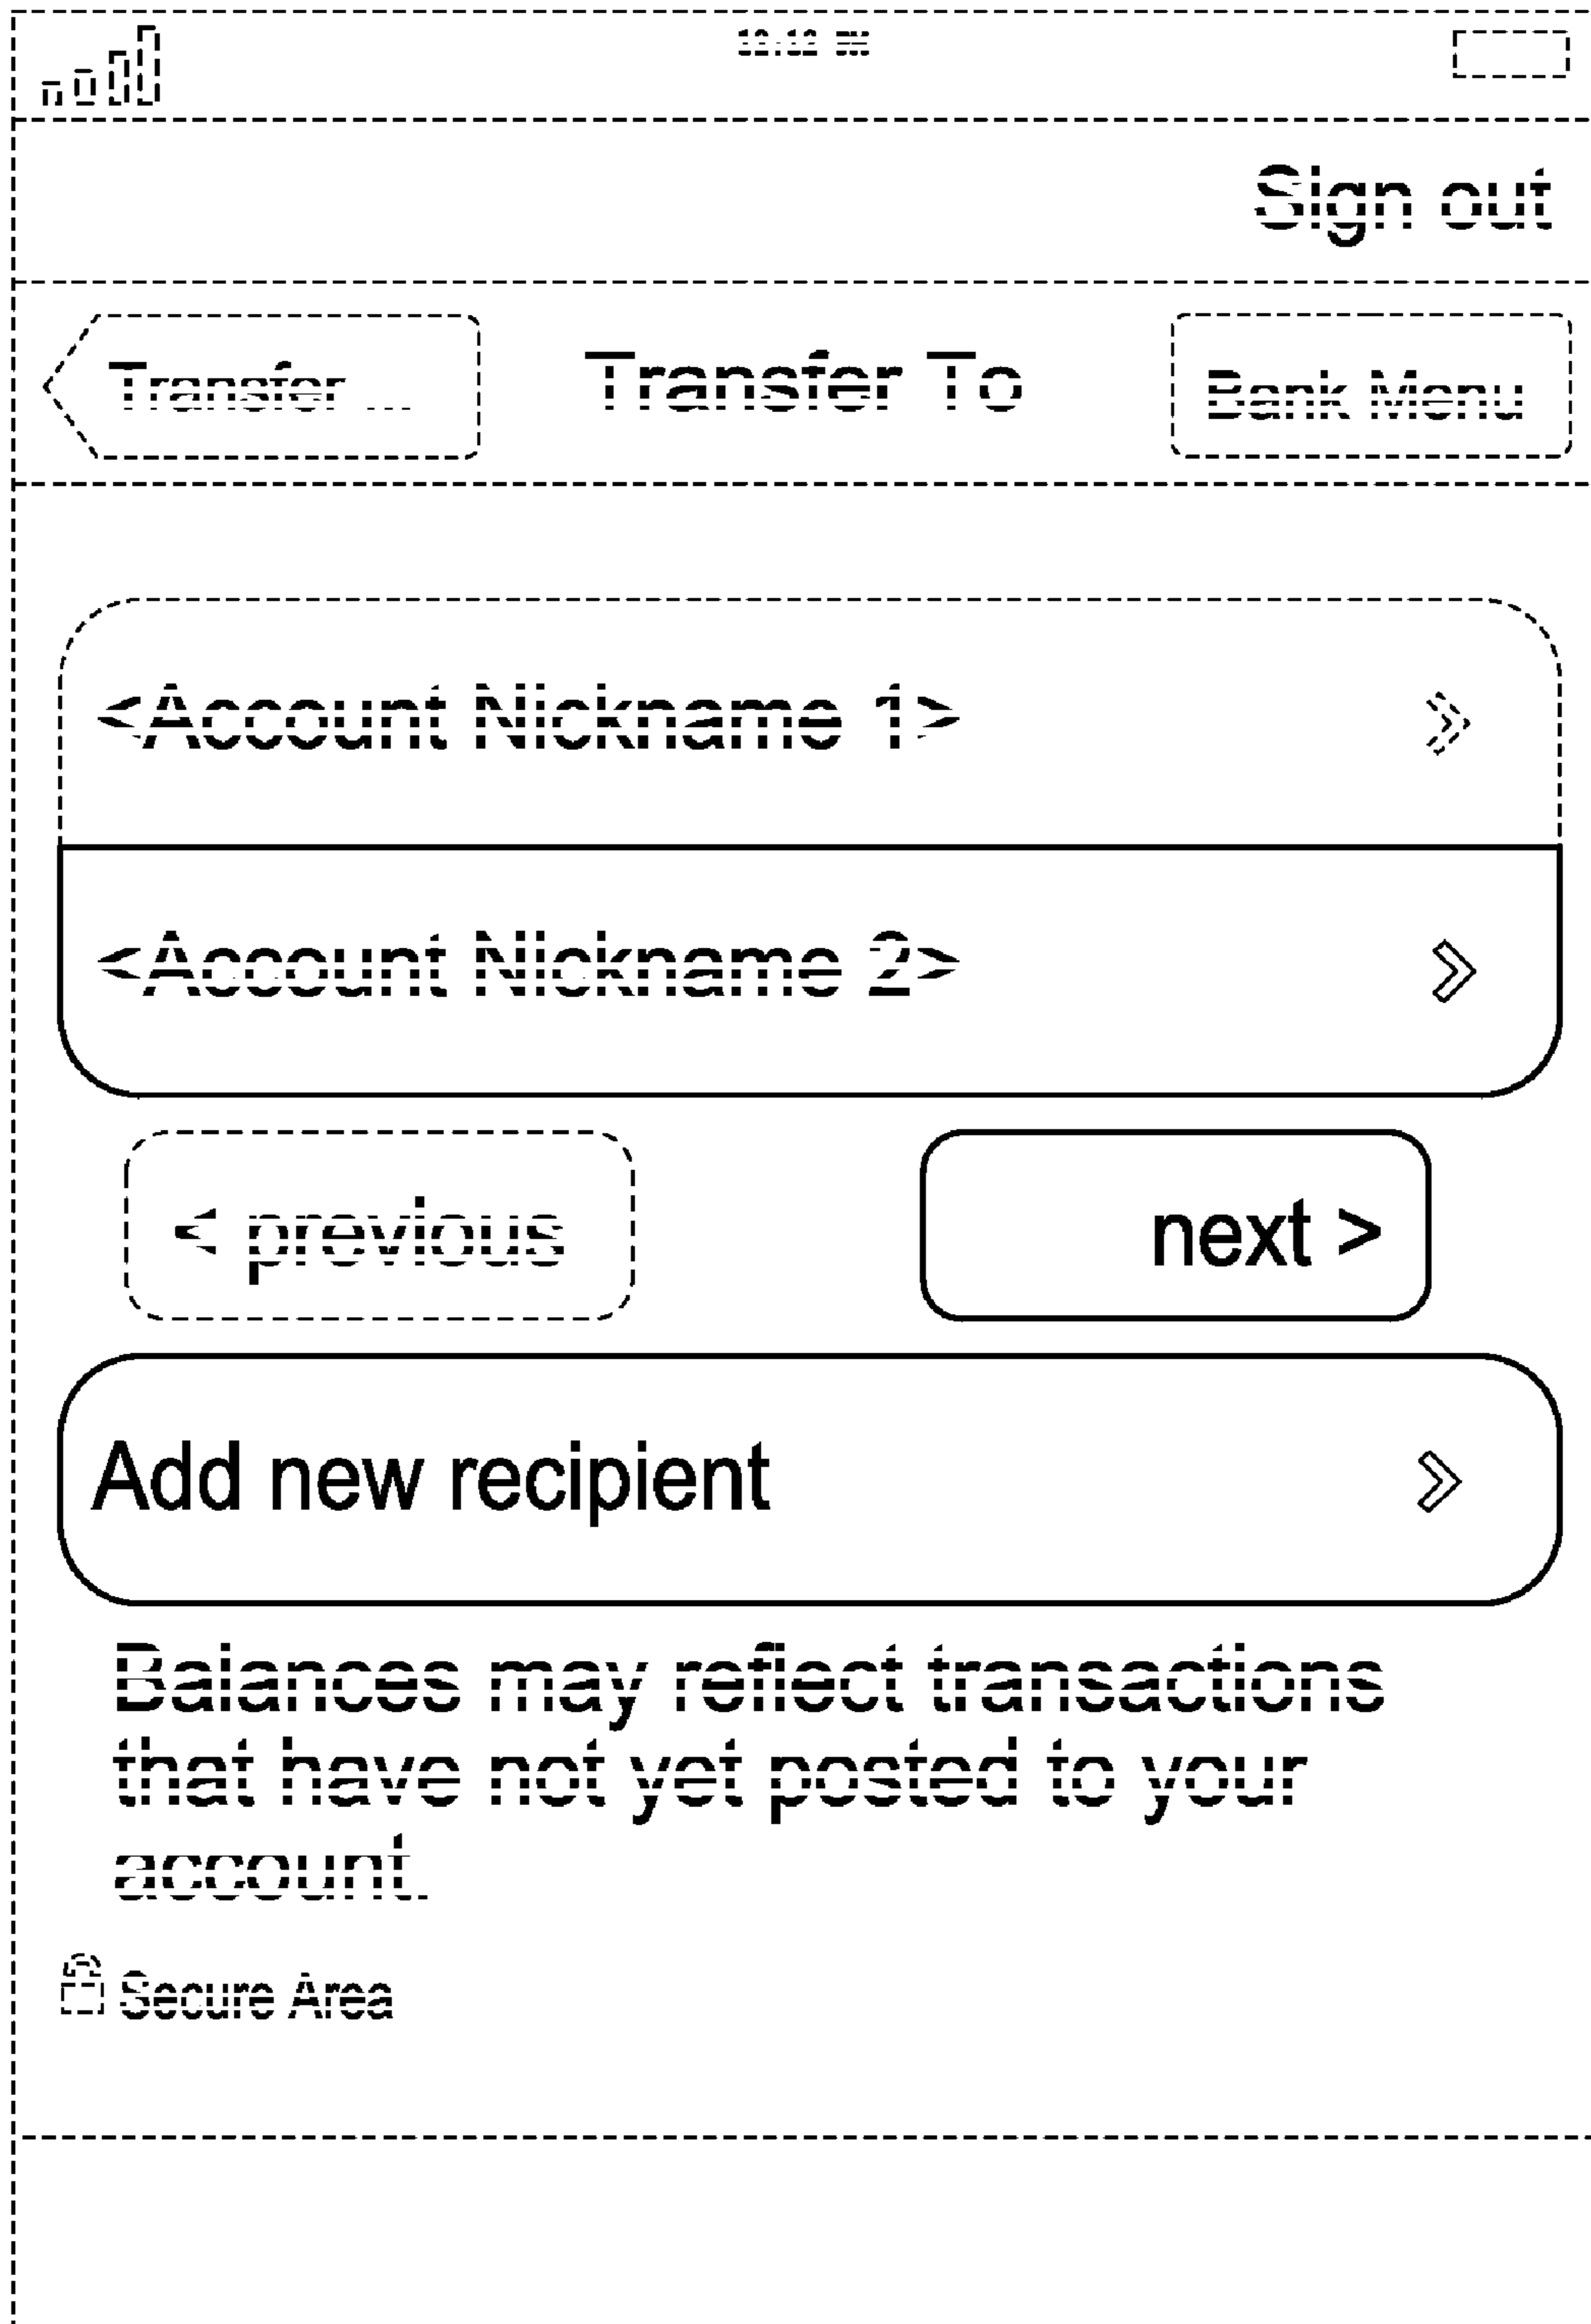 Sign out
Transfer ...
Transfer To
Bank Menu
<Account Nickname 1>
<Account Nickname 2>
< previous
next >
Add new recipient
Balances may reflect transactions
that have not yet posted to your
account.
Secure Area